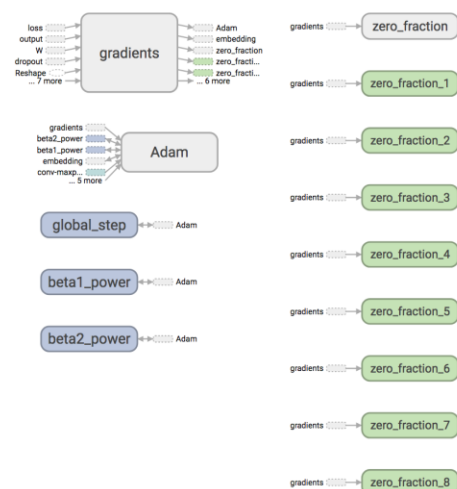 loss
output
W
dropout
Reshape
... 7 more
gradients
Adam
embedding
zero_fraction
zero_fracti...
zero_fracti...
... 6 more
gradients
beta2_power
beta1_power
embedding
conv-maxp...
... 5 more
Adam
global_step
Adam
beta1_power
Adam
beta2_power
Adam
gradients
zero_fraction
gradients
zero_fraction_1
gradients
zero_fraction_2
gradients
zero_fraction_3
gradients
zero_fraction_4
gradients
zero_fraction_5
gradients
zero_fraction_6
gradients
zero_fraction_7
gradients
zero_fraction_8